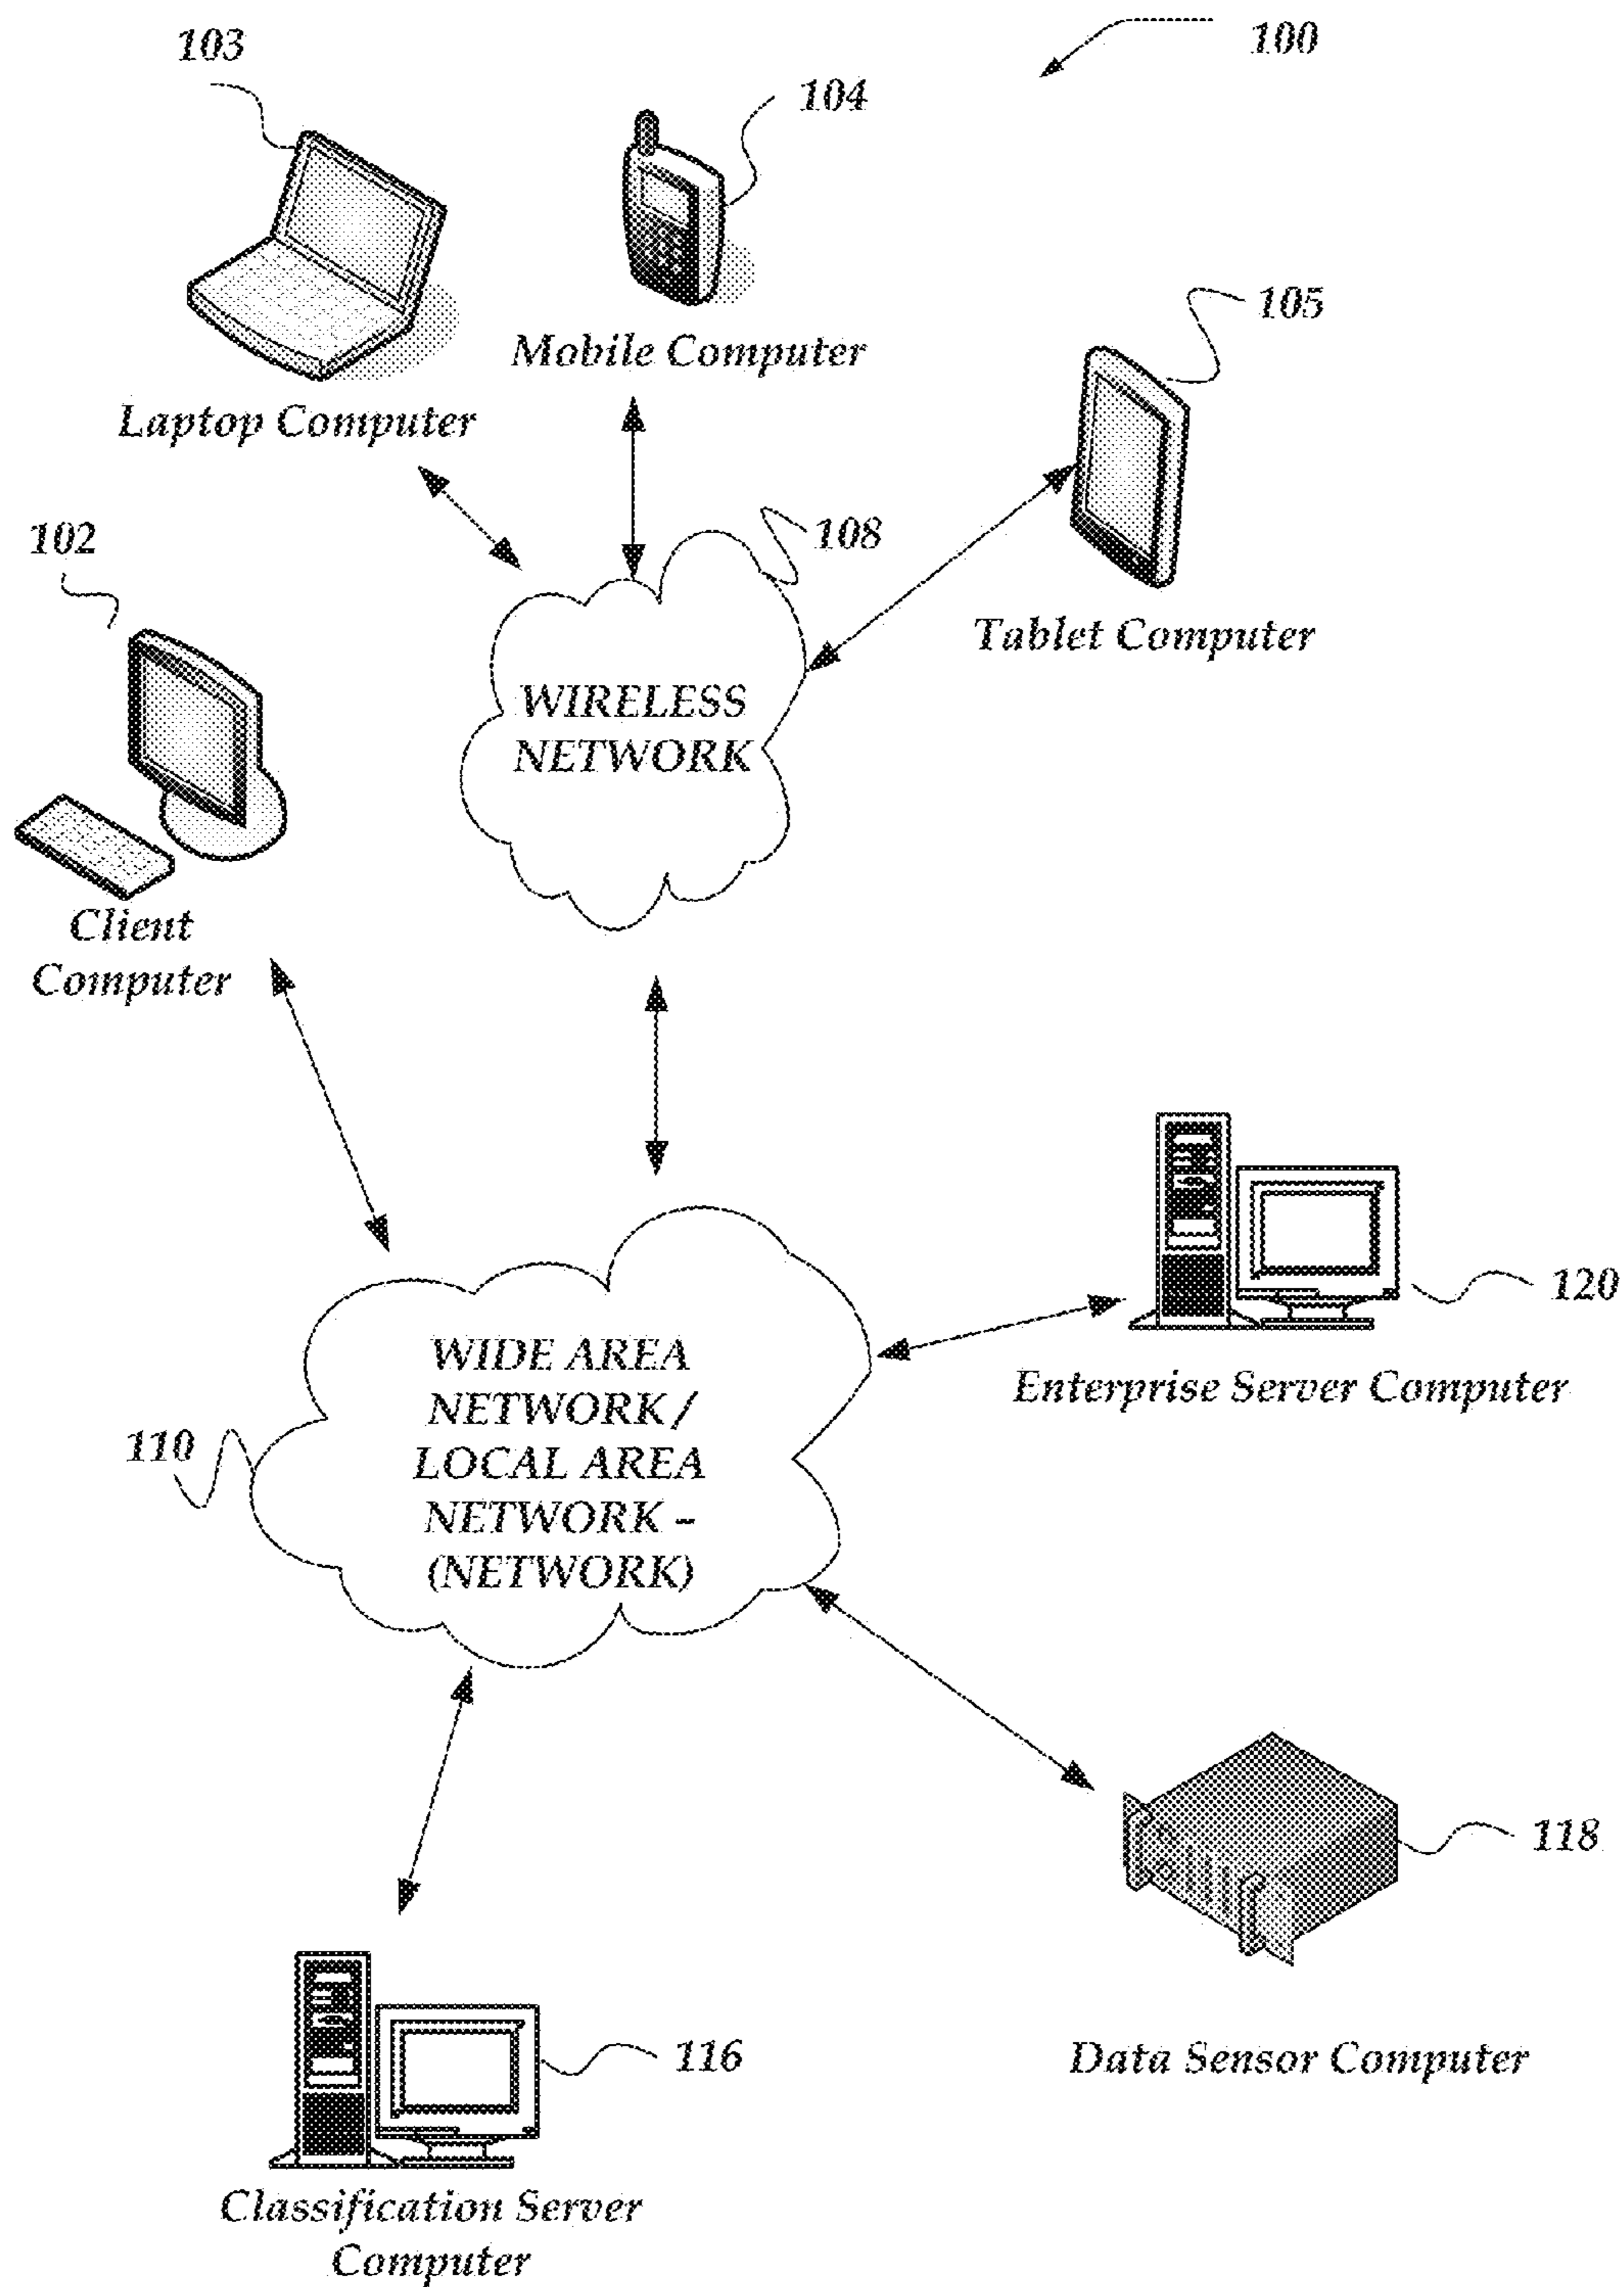 103
100
104
Mobile Computer
105
Laptop Computer
102
108
Tablet Computer
WIRELESS
NETWORK
Client
Computer
120
WIDE AREA
NETWORK /
LOCAL AREA
NETWORK –
(NETWORK)
Enterprise Server Computer
110
118
116
Data Sensor Computer
Classification Server
Computer